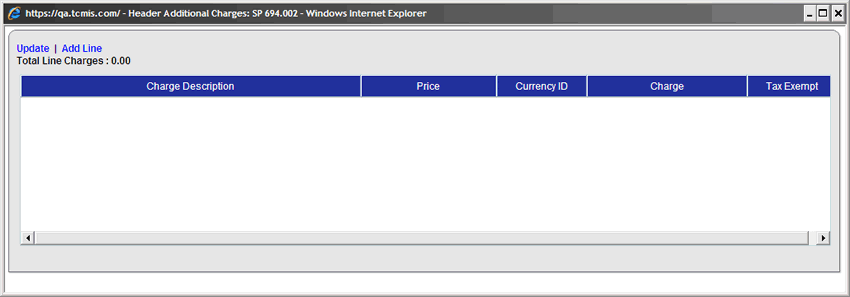 https://qa.tcmis.com/ - Header Additional Charges: SP 694.002 - Windows Internet Explorer
Update | Add Line
Total Line Charges : 0.00
Charge Description Price Currency ID Charge Tax Exempt